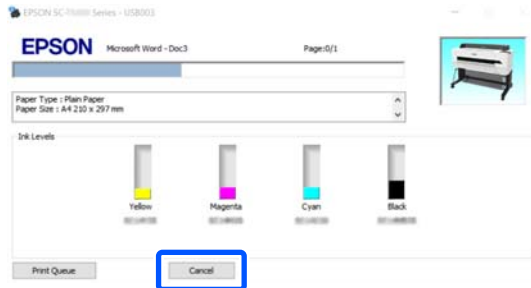 EPSON SC- Series - USB003
EPSON Microsoft Word - Doc3 Page:0/1
Paper Type : Plain Paper
Paper Size : A4 210 x 297 mm
Ink Levels
Yellow Magenta Cyan Black
Print Queue Cancel